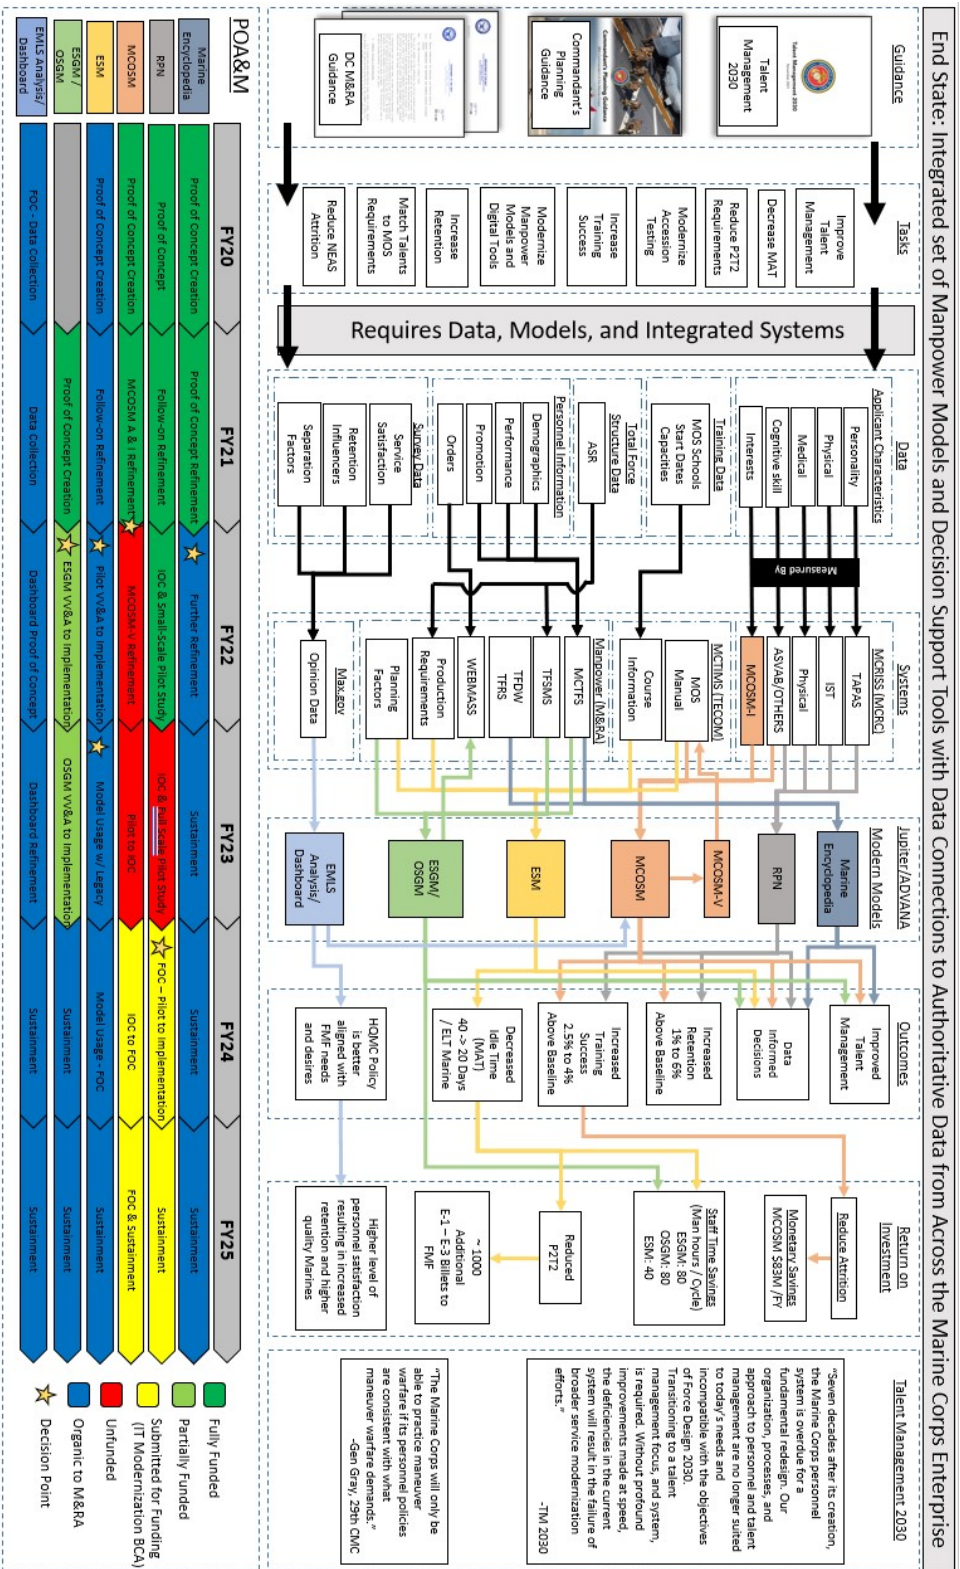 End State: Integrated set of Manpower Models and Decision Support Tools with Data Connections to Authoritative Data from Across the Marine Corps Enterprise
Guidance
Talent Management 2030
Talent
Management
2030
Commandant's Planning Guidance
Commandant's
Planning
Guidance
DC M&RA
Guidance
Tasks
Improve
Talent
Management
Decrease MAT
Reduce P2T2
Requirements
Modernize
Accession
Testing
Increase
Training
Success
Modernize
Manpower
Models and
Digital Tools
Increase
Retention
Match Talents
to MOS
Requirements
Reduce NEAS
Attrition
Requires Data, Models, and Integrated Systems
Data
Applicant Characteristics
Personality
Physical
Medical
Cognitive skill
Interests
Training Data
MOS Schools
Start Dates
Capacities
Total Force
Structure Data
ASR
Personnel Information
Demographics
Performance
Promotion
Orders
Survey Data
Service
Satisfaction
Retention
Influencers
Separation
Factors
Measured By
Systems
MCRISS (MCRC)
TAPAS
IST
Physical
ASVAB/OTHERS
MCOSM-I
MCTIMS (TECOM)
MOS
Manual
Course
Information
Manpower (M&RA)
MCTFS
TFSMS
TFDW
TFRS
WEBMASS
Production
Requirements
Planning
Factors
Max.gov
Opinion Data
Jupiter/ADVANA
Modern Models
Marine
Encyclopedia
RPN
MCOSM-V
MCOSM
ESM
ESGM/
OSGM
EMLS
Analysis/
Dashboard
Outcomes
Improved
Talent
Management
Data
Informed
Decisions
Increased
Retention
1% to 6%
Above Baseline
Increased
Training
Success
2.5% to 4%
Above Baseline
Decreased
Idle Time
(MAT)
40 -> 20 Days
/ ELT Marine
HQMC Policy
is better
aligned with
FMF needs
and desires
Return on
Investment
Reduce Attrition
Monetary Savings
MCOSM $83M /FY
Staff Time Savings
(Man hours / Cycle)
ESGM: 80
OSGM: 80
ESM: 40
Reduced
P2T2
~ 1000
Additional
E-1 – E-3 Billets to
FMF
Higher level of
personnel satisfaction
resulting in increased
retention and higher
quality Marines
Talent Management 2030
"Seven decades after its creation,
the Marine Corps personnel
system is overdue for a
fundamental redesign. Our
organization, processes, and
approach to personnel and talent
management are no longer suited
to today's needs and
incompatible with the objectives
of Force Design 2030.
Transitioning to a talent
management focus, and system,
is required. Without profound
improvements made at speed,
the deficiencies in the current
system will result in the failure of
broader service modernization
efforts."
-TM 2030
"The Marine Corps will only be
able to practice maneuver
warfare if its personnel policies
are consistent with what
maneuver warfare demands."
-Gen Gray, 29th CMC
POA&M
FY20
FY21
FY22
FY23
FY24
FY25
Marine
Encyclopedia
Proof of Concept Creation
Proof of Concept Refinement
Further Refinement
Sustainment
Sustainment
Sustainment
RPN
Proof of Concept
Follow-on Refinement
IOC & Small-Scale Pilot Study
IOC & Full Scale Pilot Study
FOC – Pilot to Implementation
Sustainment
MCOSM
Proof of Concept Creation
MCOSM A & I Refinement
MCOSM-V Refinement
Pilot to IOC
IOC to FOC
FOC & Sustainment
ESM
Proof of Concept Creation
Follow-on Refinement
Pilot VV&A to Implementation
Model Usage w/ Legacy
Model Usage - FOC
Sustainment
ESGM /
OSGM
Proof of Concept Creation
ESGM VV&A to Implementation
OSGM VV&A to Implementation
Sustainment
Sustainment
EMLS Analysis/
Dashboard
FOC - Data Collection
Data Collection
Dashboard Proof of Concept
Dashboard Refinement
Sustainment
Sustainment
Fully Funded
Partially
Funded
Submitted for Funding
(IT Modernization BCA)
Unfunded
Organic to M&RA
Decision Point